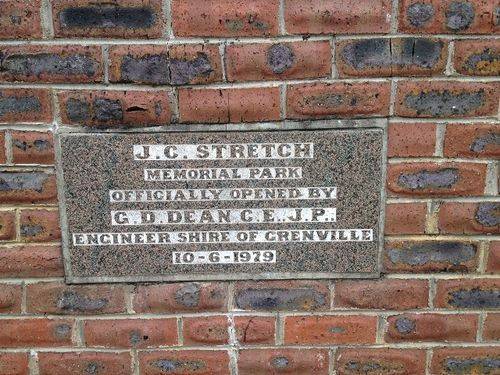 J.C. STRETCH
MEMORIAL PARK
OFFICIALLY OPENED BY
G.D. DEAN C.E. J.P.
ENGINEER SHIRE OF GRENVILLE
10-6-1979